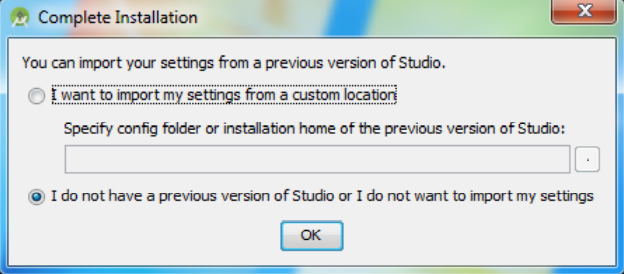 Complete Installation
You can import your settings from a previous version of Studio.
I want to import my settings from a custom location
Specify config folder or installation home of the previous version of Studio:
.
I do not have a previous version of Studio or I do not want to import my settings
OK